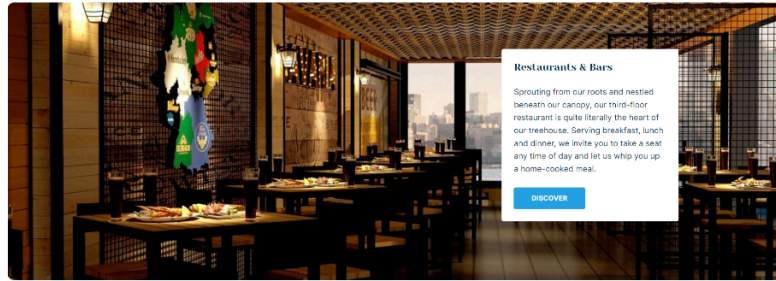 Restaurants & Bars
Sprouting from our roots and nestled
beneath our canopy, our third-floor
restaurant is quite literally the heart of
our treehouse. Serving breakfast, lunch
and dinner, we invite you to take a seat
any time of day and let us whip you up
a home-cooked meal.
DISCOVER
BEER